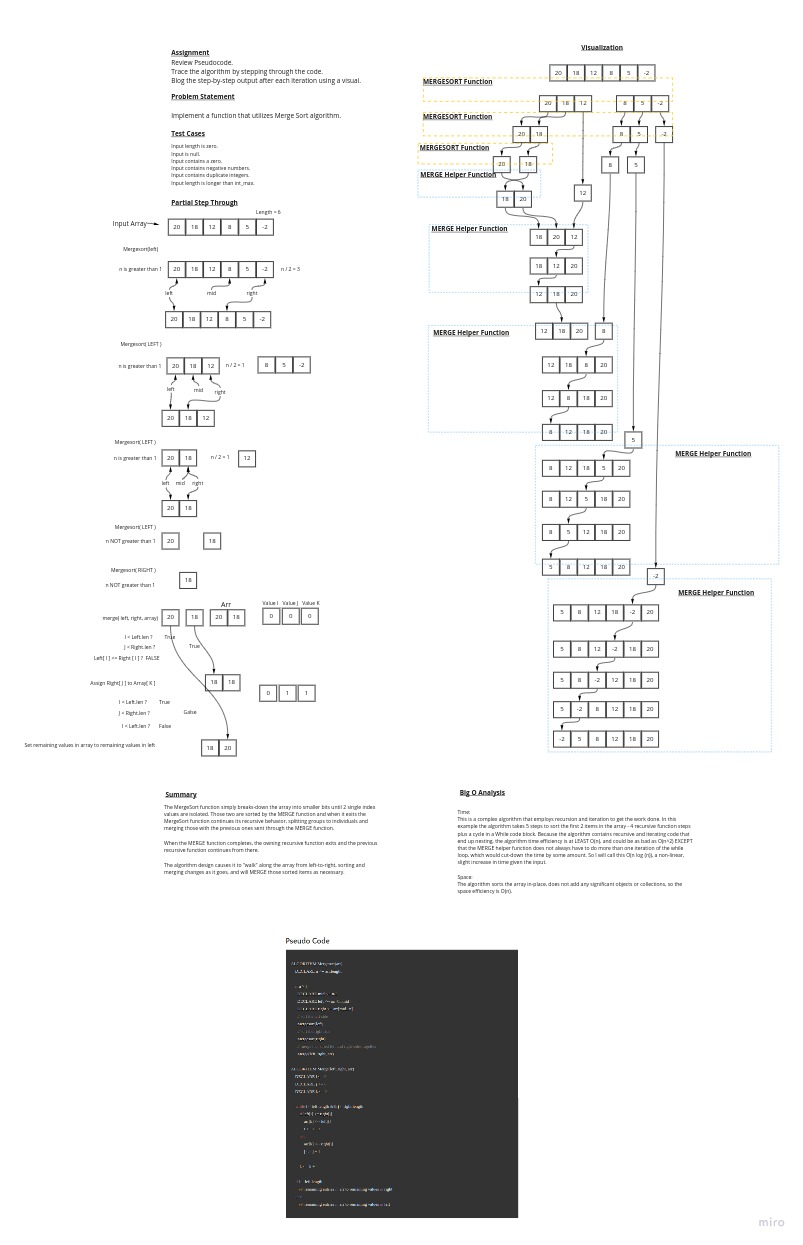 Assignment
Review Pseudocode.
Trace the algorithm by stepping through the code.
Blog the step-by-step output after each iteration using a visual.
Problem Statement
Implement a function that utilizes Merge Sort algorithm.
Test Cases
Input length is zero.
Input is null.
Input contains a zero.
Input contains negative numbers.
Input contains duplicate integers.
Input length is longer than int_max.
Partial Step Through
Length = 6
Input Array
20 18 12 8 5 -2
Mergesort(left)
n is greater than 1
20 18 12 8 5 -2
n / 2 = 3
left mid right
20 18 12 8 5 -2
Mergesort( LEFT )
n is greater than 1
20 18 12
n / 2 = 1
8 5 -2
left mid right
20 18 12
Mergesort( LEFT )
n is greater than 1
20 18
n / 2 = 1
12
left mid right
20 18
Mergesort( LEFT )
n NOT greater than 1
20 18
Mergesort( RIGHT )
n NOT greater than 1
18
Arr
Value I Value J Value K
merge( left, right, array)
20 18 20 18
0 0 0
I < Left.len ? True
J < Right.len ?
True
Left[ I ] <= Right [ I ] ? FALSE
Assign Right[ J ] to Array[ K ]
18 18
0 1 1
I < Left.len ? True
J < Right.len ?
Galse
I < Left.len ? False
Set remaining values in array to remaining values in left
18 20
Visualization
20 18 12 8 5 -2
MERGESORT Function
20 18 12 8 5 -2
MERGESORT Function
20 18 8 5 -2
MERGESORT Function
20 18 8 5
MERGE Helper Function
18 20 12
MERGE Helper Function
18 20 12
18 12 20
12 18 20
MERGE Helper Function
12 18 20 8
12 18 8 20
12 8 18 20
8 12 18 20
5
MERGE Helper Function
8 12 18 5 20
8 12 5 18 20
8 5 12 18 20
5 8 12 18 20
-2
MERGE Helper Function
5 8 12 18 -2 20
5 8 12 -2 18 20
5 8 -2 12 18 20
5 -2 8 12 18 20
-2 5 8 12 18 20
Summary
The MergeSort function simply breaks-down the array into smaller bits until 2 single index
values are isolated. Those two are sorted by the MERGE function and when it exits the
MergeSort function continues its recursive behavior, splitting groups to individuals and
merging those with the previous ones sent through the MERGE function.
When the MERGE function completes, the owning recursive function exits and the previous
recursive function continues from there.
The algorithm design causes it to "walk" along the array from left-to-right, sorting and
merging changes as it goes, and will MERGE those sorted items as necessary.
Big O Analysis
Time:
This is a complex algorithm that employs recursion and iteration to get the work done. In this
example the algorithm takes 5 steps to sort the first 2 items in the array - 4 recursive function steps
plus a cycle in a While code block. Because the algorithm contains recursive and iterating code that
end up nesting, the algorithm time efficiency is at LEAST O(n), and could be as bad as O(n^2) EXCEPT
that the MERGE helper function does not always have to do more than one iteration of the while
loop, which would cut-down the time by some amount. So I will call this O(n log (n)), a non-linear,
slight increase in time given the input.
Space:
The algorithm sorts the array in-place, does not add any significant objects or collections, so the
space efficiency is O(n).
Pseudo Code
ALGORITHM Mergesort(arr)
mergesort(left)
mergesort(right)
miro